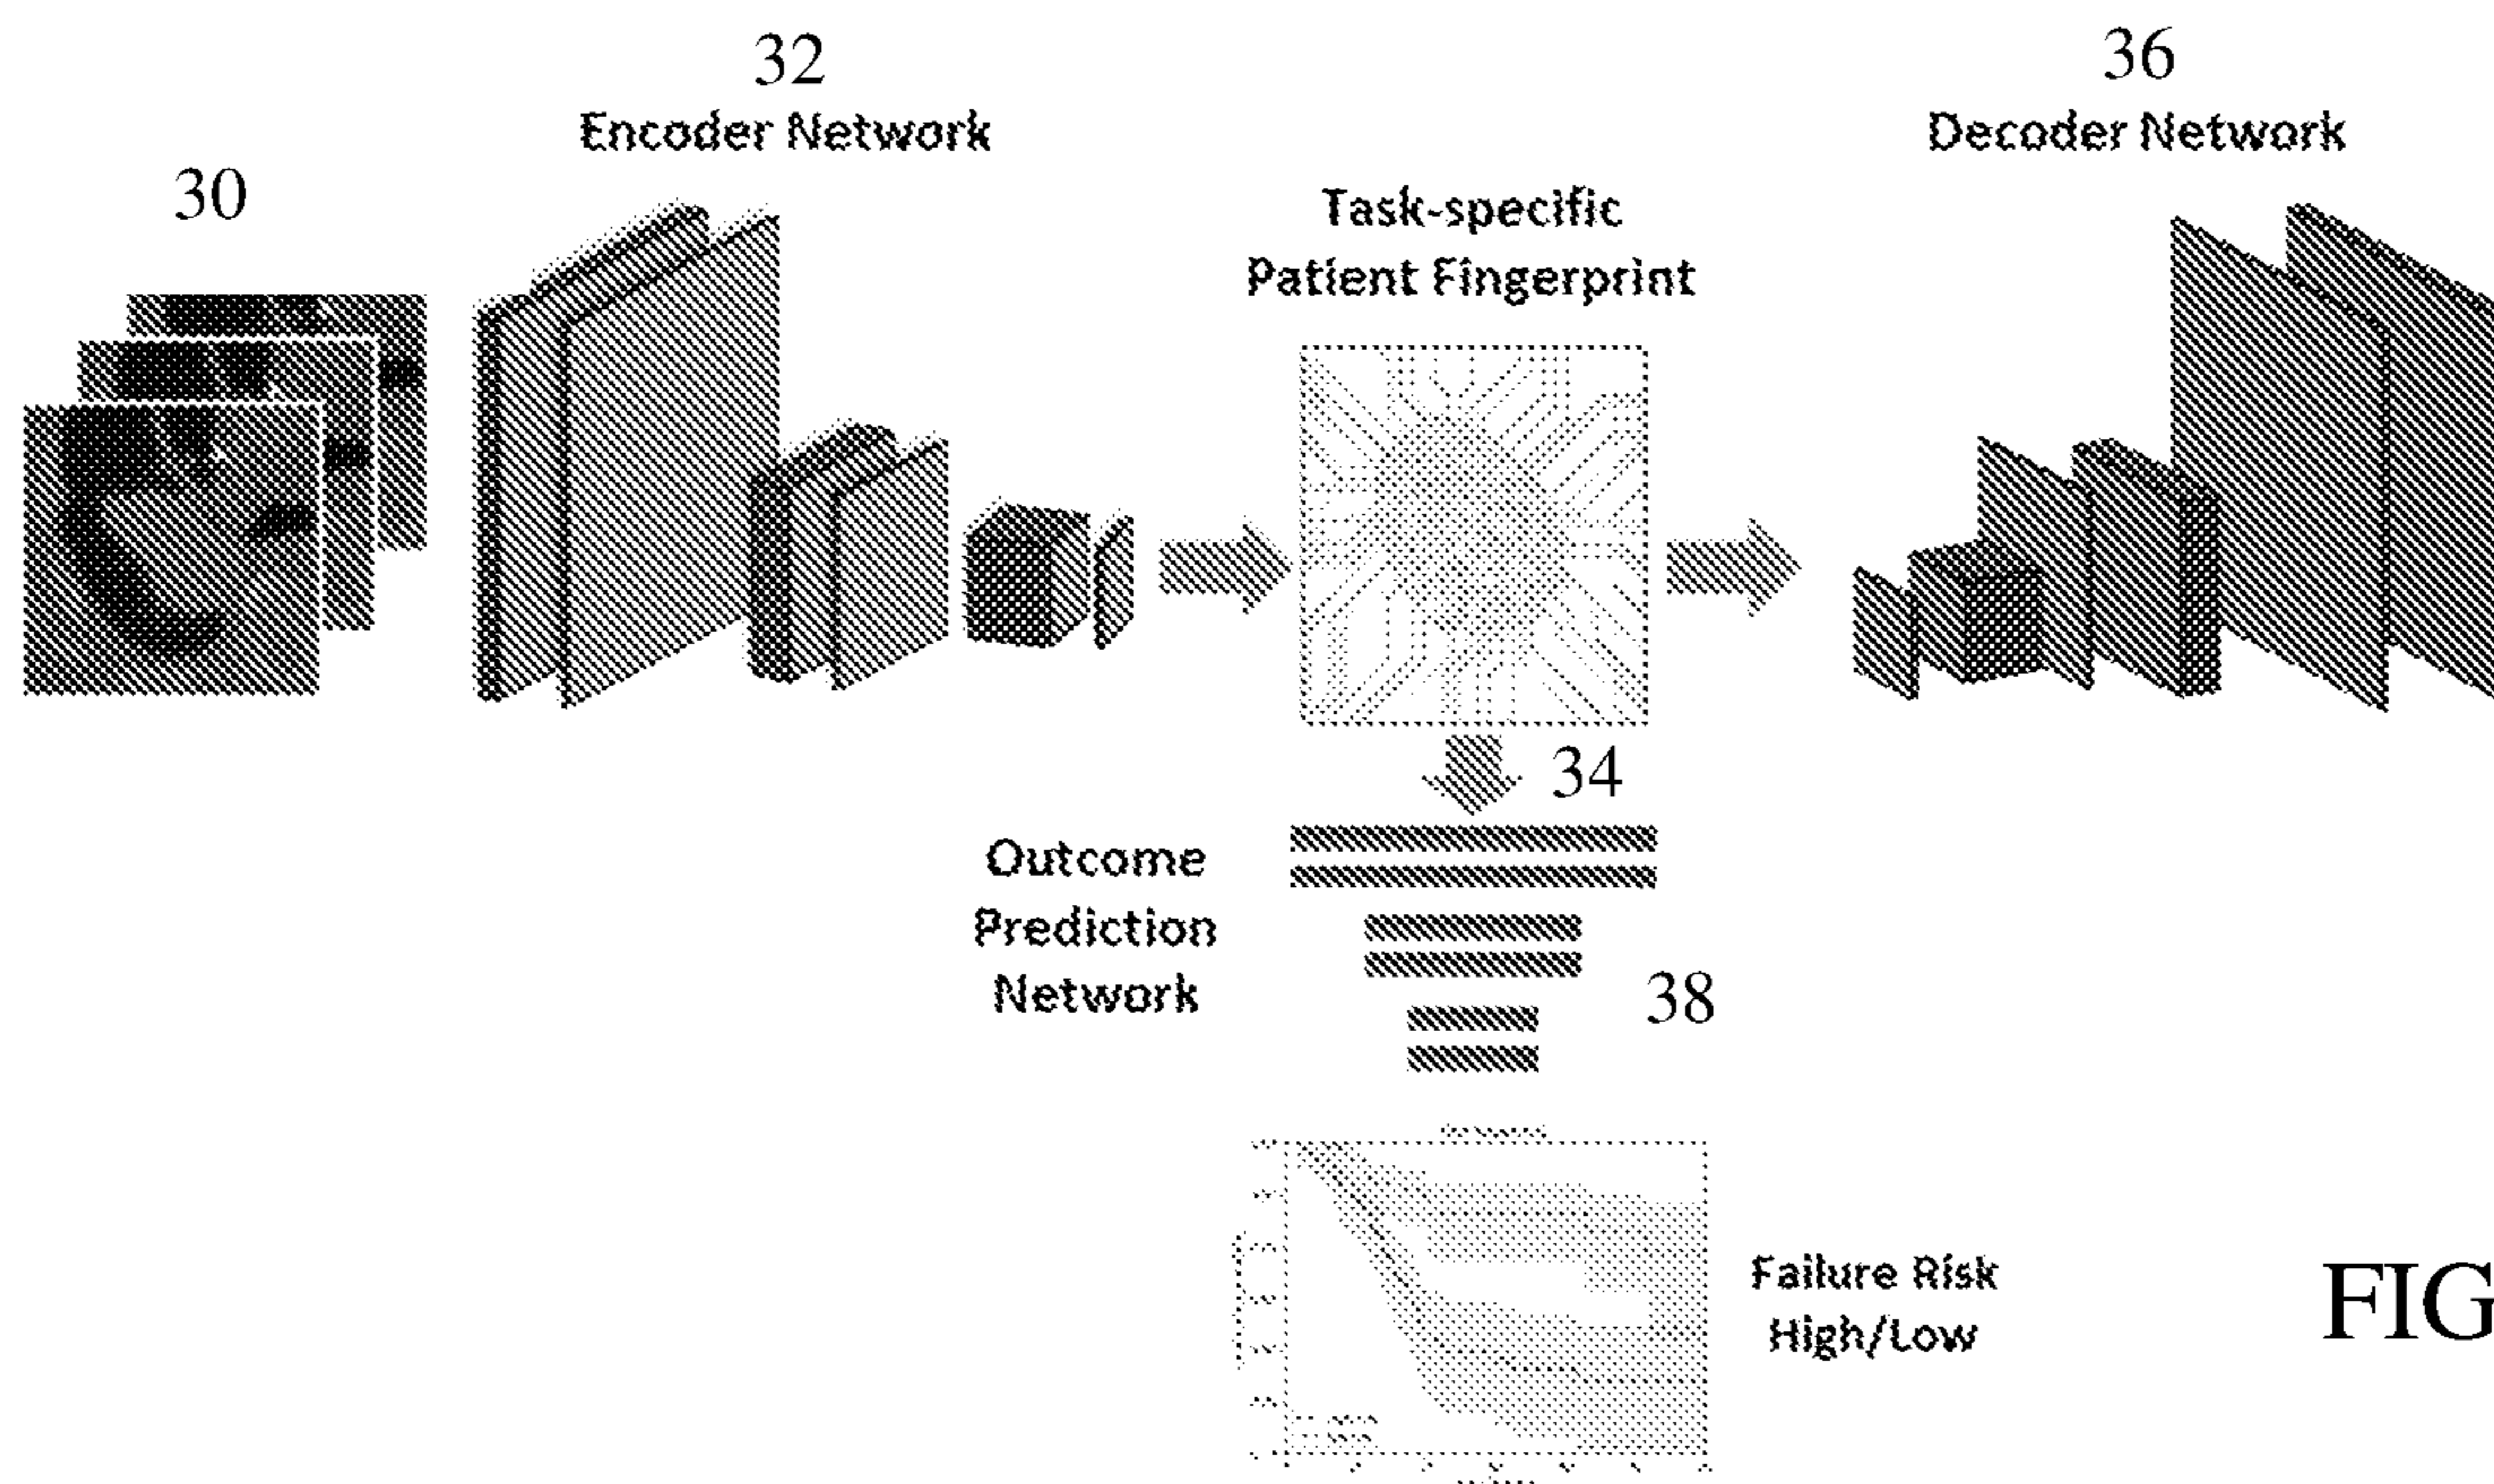 32
Encoder Network
30
Task-specific
Patient Fingerprint
36
Decoder Network
34
Outcome
Prediction
Network
38
Failure Risk
High/Low
FIG